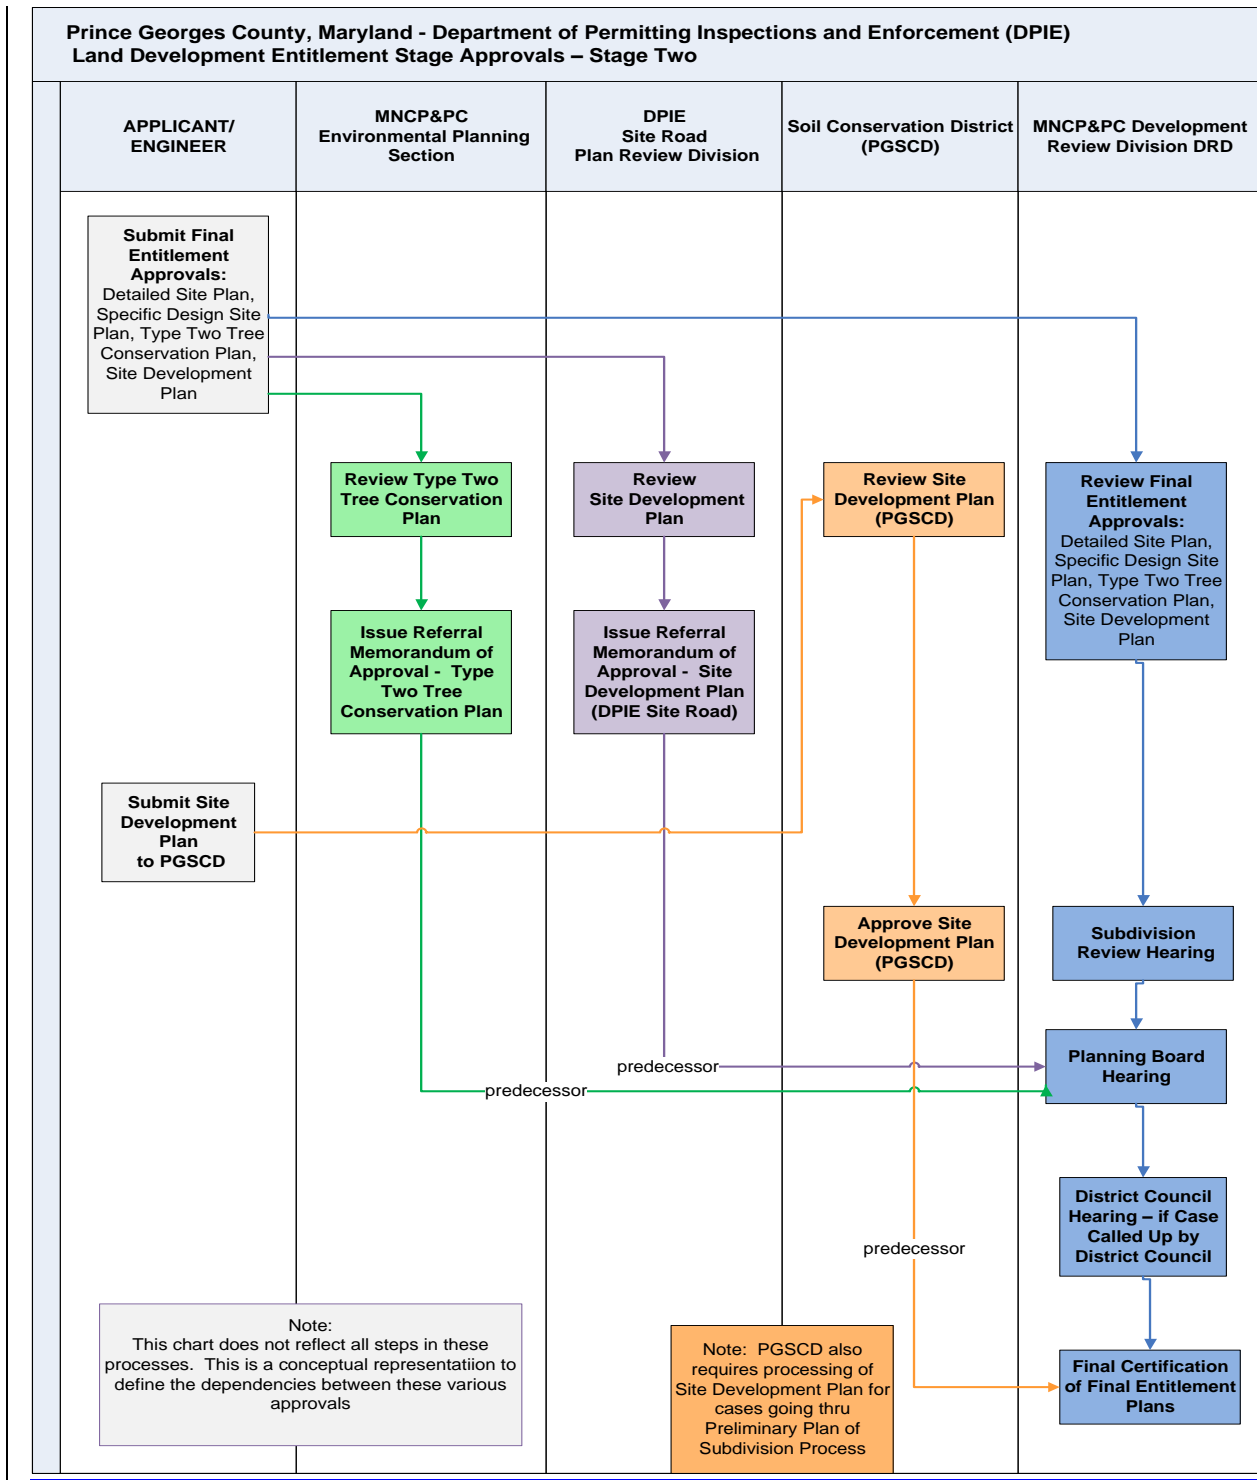 Prince Georges County, Maryland - Department of Permitting Inspections and Enforcement (DPIE)
Land Development Entitlement Stage Approvals – Stage Two
APPLICANT/
ENGINEER
MNCP&PC
Environmental Planning
Section
DPIE
Site Road
Plan Review Division
Soil Conservation District
(PGSCD)
MNCP&PC Development
Review Division DRD
Submit Final
Entitlement
Approvals:
Detailed Site Plan,
Specific Design Site
Plan, Type Two Tree
Conservation Plan,
Site Development
Plan
Review Type Two
Tree Conservation
Plan
Review
Site Development
Plan
Review Site
Development Plan
(PGSCD)
Review Final
Entitlement
Approvals:
Detailed Site Plan,
Specific Design Site
Plan, Type Two Tree
Conservation Plan,
Site Development
Plan
Issue Referral
Memorandum of
Approval - Type
Two Tree
Conservation Plan
Issue Referral
Memorandum of
Approval - Site
Development Plan
(DPIE Site Road)
Submit Site
Development
Plan
to PGSCD
Approve Site
Development Plan
(PGSCD)
Subdivision
Review Hearing
Planning Board
Hearing
predecessor
predecessor
District Council
Hearing – if Case
Called Up by
District Council
predecessor
Note:
This chart does not reflect all steps in these
processes. This is a conceptual representatiion to
define the dependencies between these various
approvals
Note: PGSCD also
requires processing of
Site Development Plan for
cases going thru
Preliminary Plan of
Subdivision Process
Final Certification
of Final Entitlement
Plans